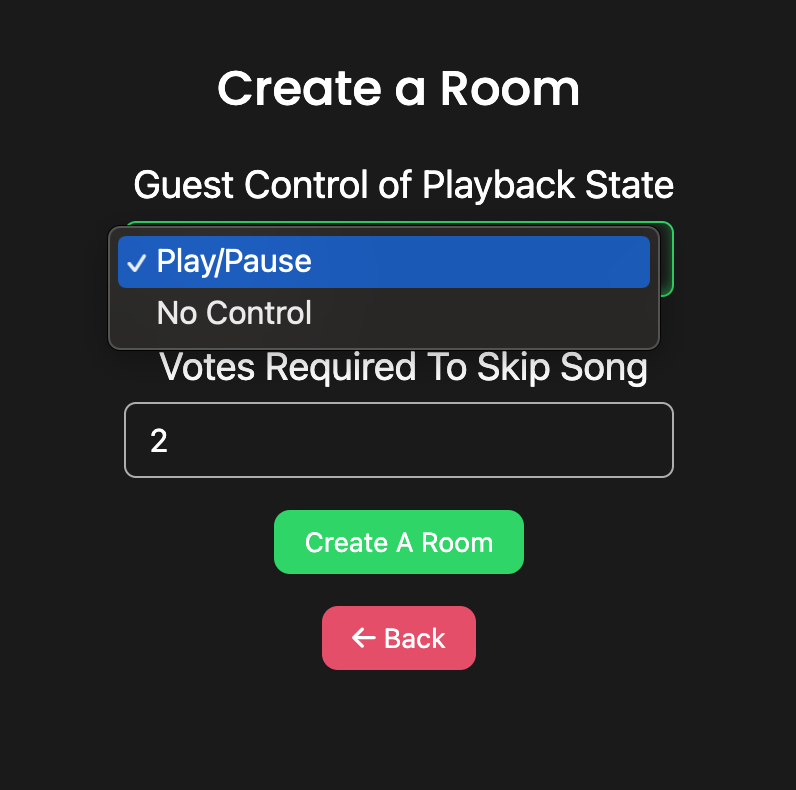 Create a Room
Guest Control of Playback State
✓ Play/Pause
No Control
Votes Required To Skip Song
2
Create A Room
← Back